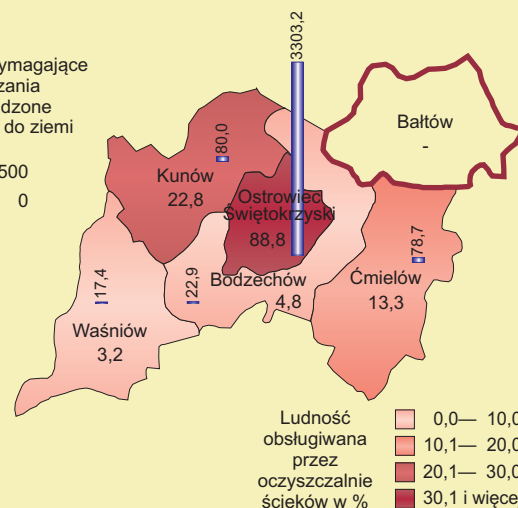 ymagające
zania
dzone
do ziemi
500
0
3303,2
Bałtów
-
80,0
Kunów
22,8
Ostrowiec
Świętokrzyski
88,8
78,7
Ćmielów
13,3
17,4
22,9
Bodzechów
4,8
Waśniów
3,2
Ludność
obsługiwana
przez
oczyszczalnie
ścieków w %
0,0— 10,0
10,1— 20,0
20,1— 30,0
30,1 i więce